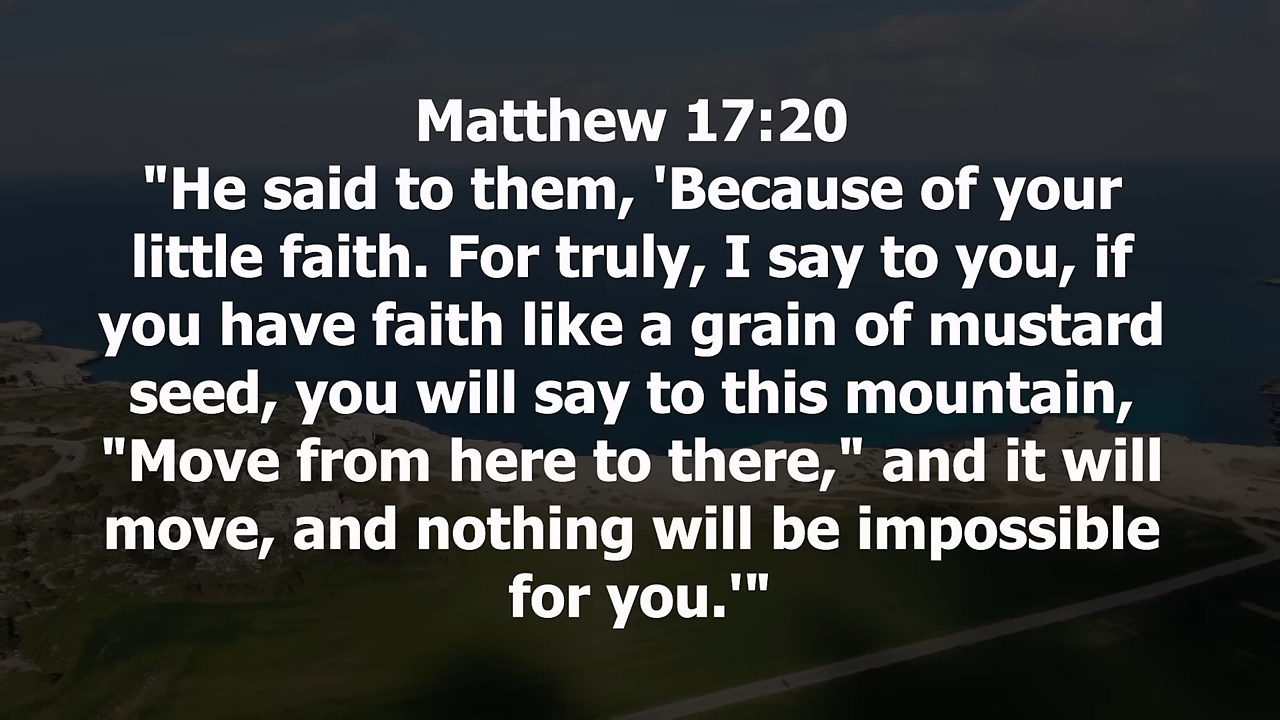 Matthew 17:20
"He said to them, 'Because of your
little faith. For truly, I say to you, if
you have faith like a grain of mustard
seed, you will say to this mountain,
"Move from here to there," and it will
move, and nothing will be impossible
for you.'"